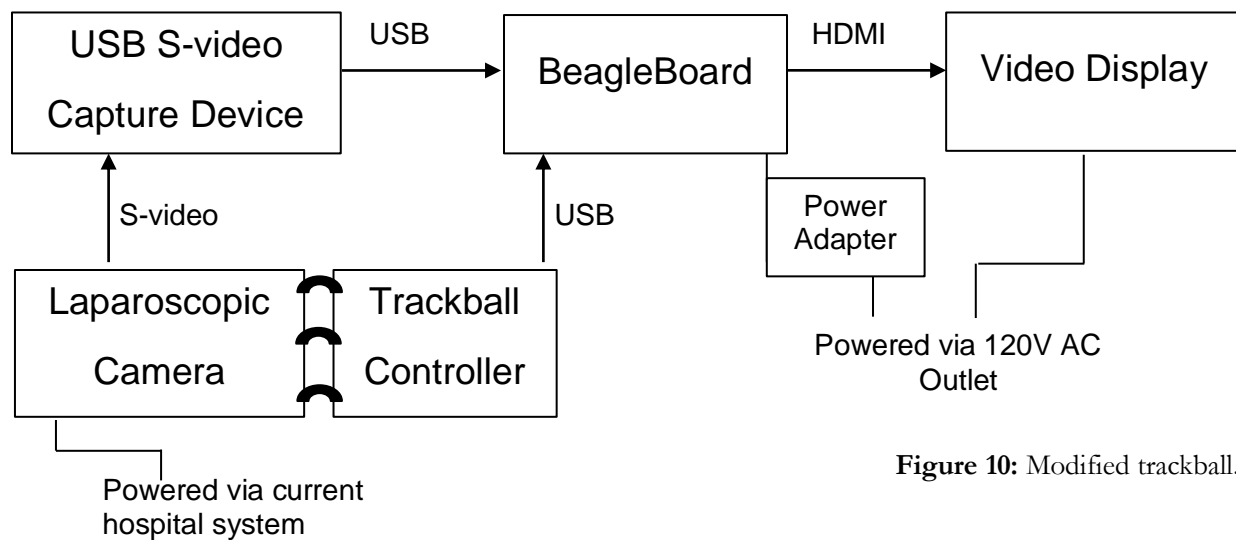 USB S-video
Capture Device
USB
BeagleBoard
HDMI
Video Display
S-video
USB
Power
Adapter
Laparoscopic
Camera
Trackball
Controller
Powered via 120V AC
Outlet
Powered via current
hospital system
Figure 10: Modified trackball.